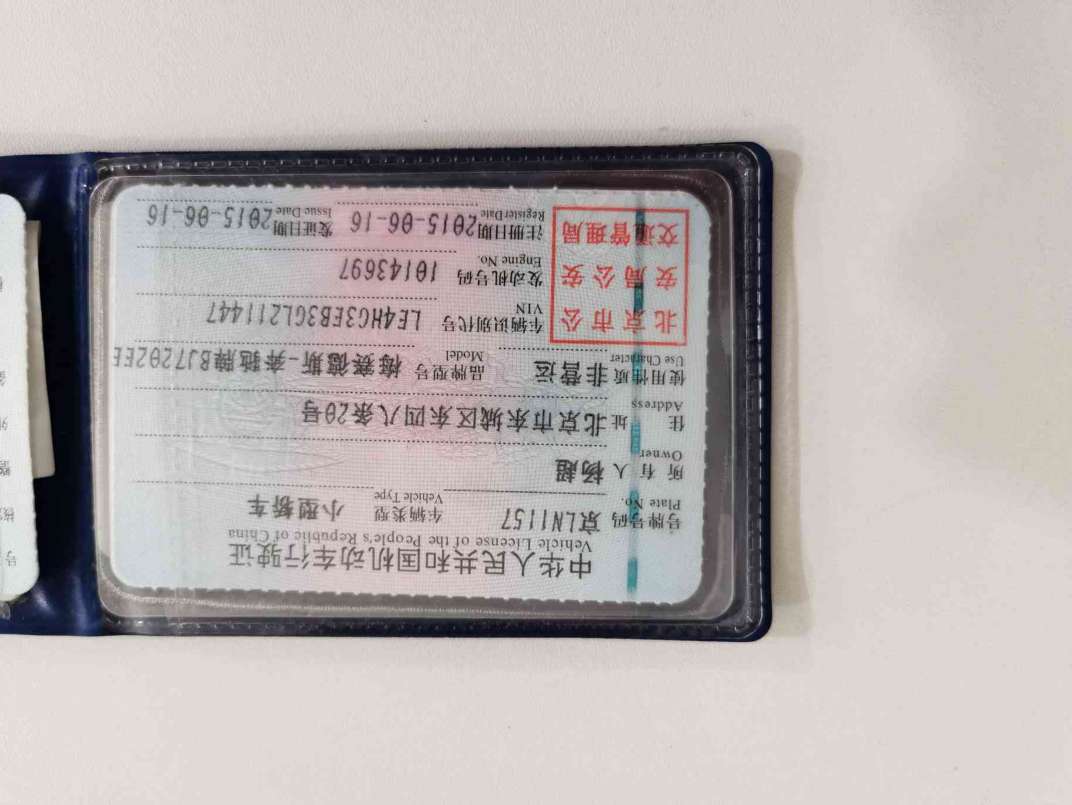 中华人民共和国机动车行驶证
Vehicle License of the People's Republic of China
号牌号码 京LN1157 车辆类型 小型轿车
Plate No. Vehicle Type
所有人 杨超
Owner
住址 北京市东城区东四八条20号
Address
使用性质 非营运 品牌型号 梅赛德斯-奔驰牌BJ7202EE
Use Character Model
北京市公
安局公安
交通管理局
车辆识别代号 LE4HG3EB3GL211447
VIN
发动机号码 10143697
Engine No.
注册日期 2015-06-16 发证日期 2015-06-16
Register Date Issue Date
号